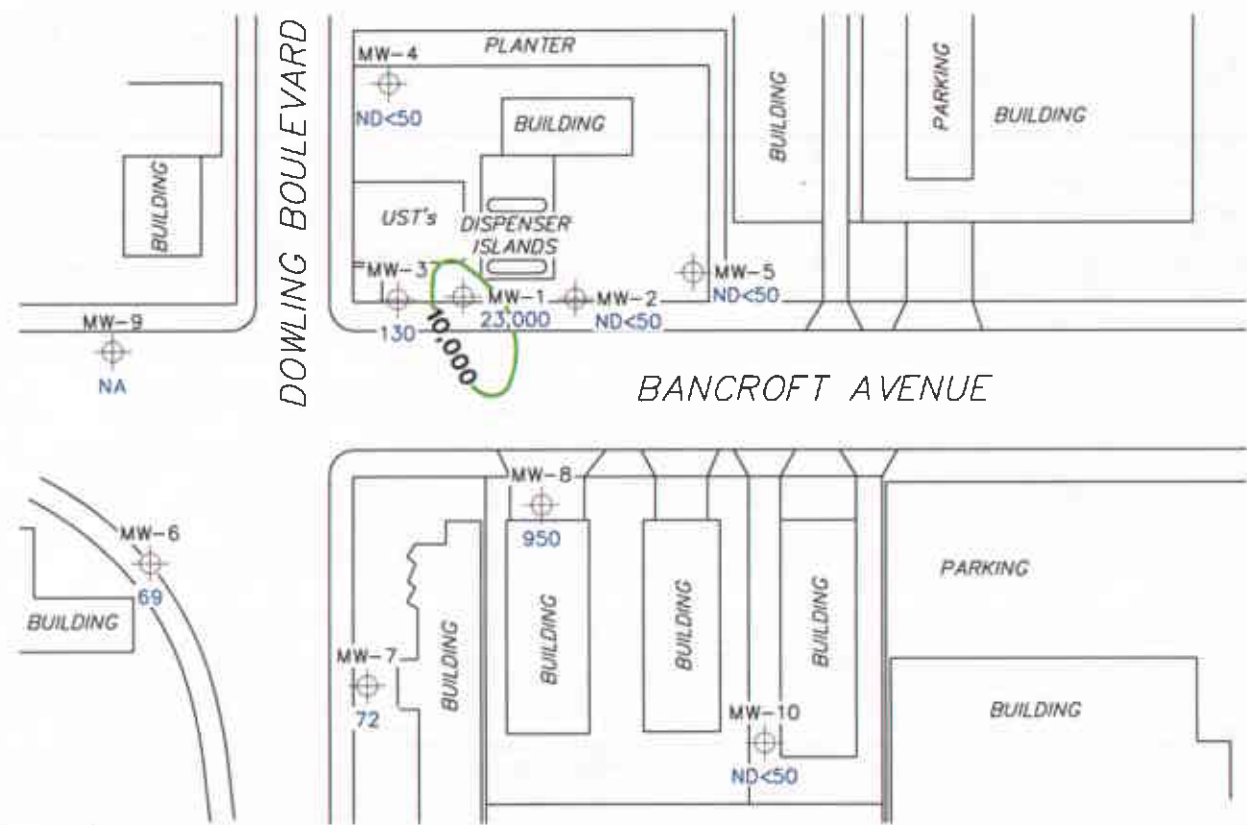 DOWLING BOULEVARD
MW-4
ND<50
PLANTER
BUILDING
BUILDING
PARKING
BUILDING
BUILDING
UST's
DISPENSER
ISLANDS
MW-3
130
MW-1
23,000
10,000
MW-2
ND<50
MW-5
ND<50
MW-9
NA
BANCROFT AVENUE
MW-6
69
BUILDING
MW-7
72
BUILDING
MW-8
950
BUILDING
BUILDING
BUILDING
MW-10
ND<50
PARKING
BUILDING